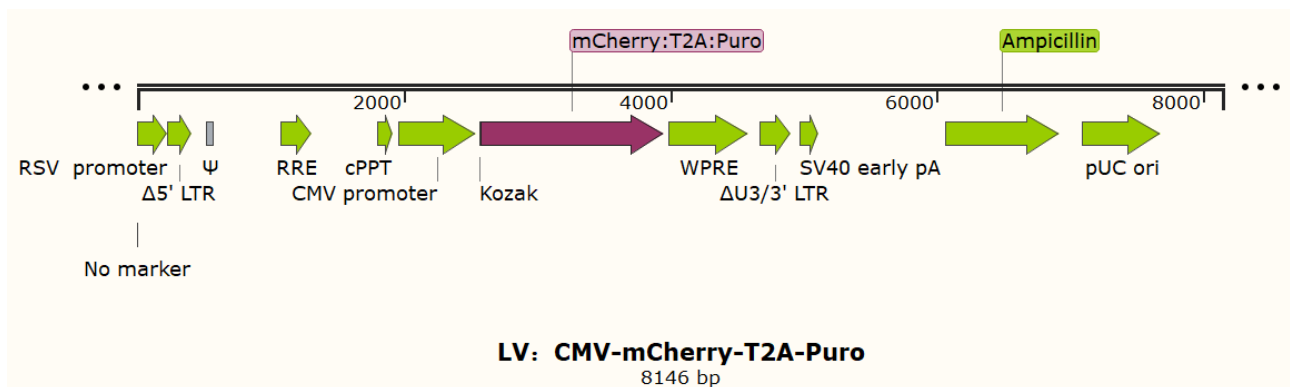 mCherry:T2A:Puro Ampicillin
2000 4000 6000 8000
RSV promoter Ψ RRE cPPT WPRE SV40 early pA pUC ori
Δ5' LTR CMV promoter Kozak ΔU3/3' LTR
No marker
LV: CMV-mCherry-T2A-Puro
8146 bp